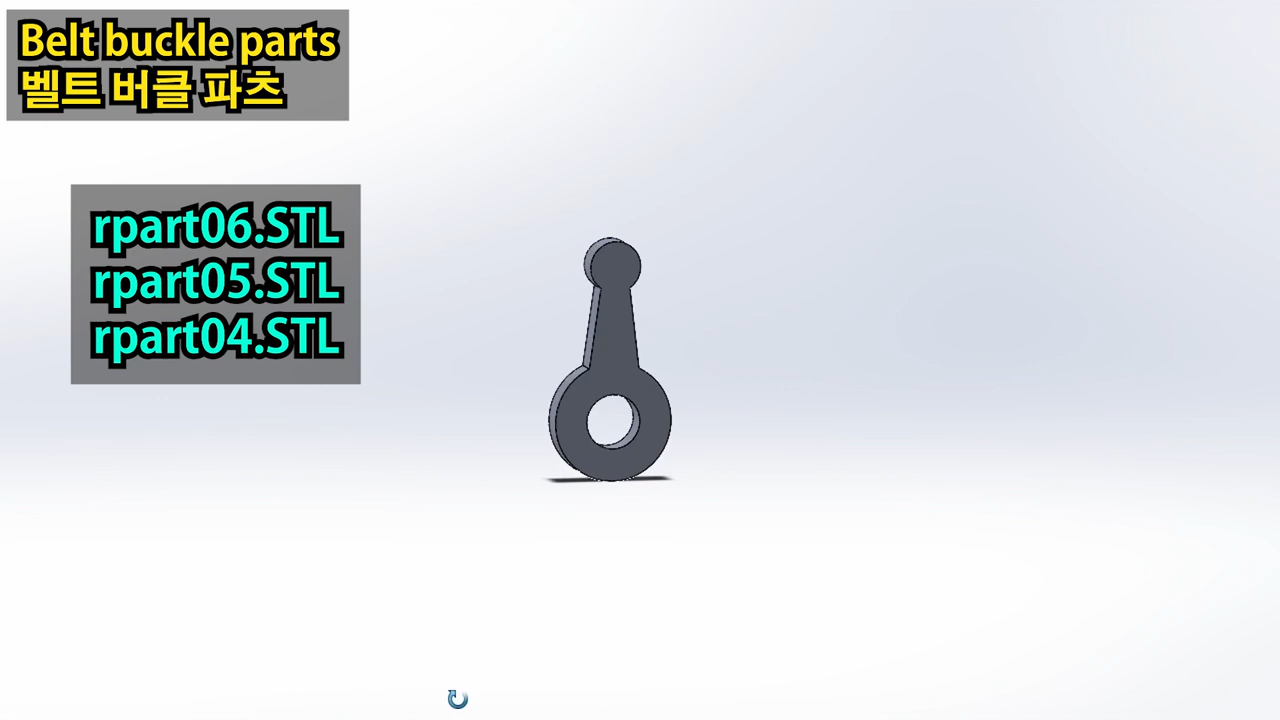 Belt buckle parts
벨트 버클 파츠
rpart06.STL
rpart05.STL
rpart04.STL